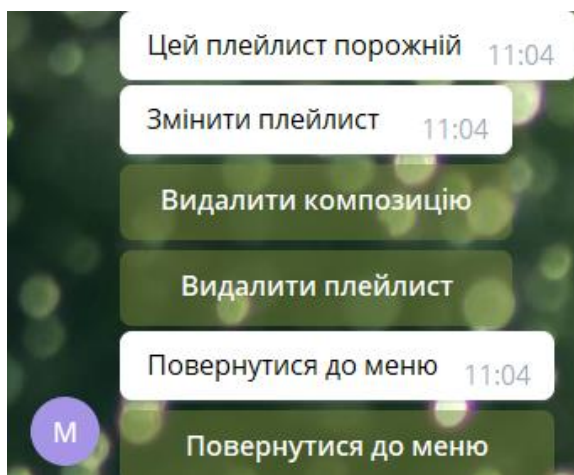 Цей плейлист порожній 11:04
Змінити плейлист 11:04
Видалити композицію
Видалити плейлист
Повернутися до меню 11:04
М
Повернутися до меню